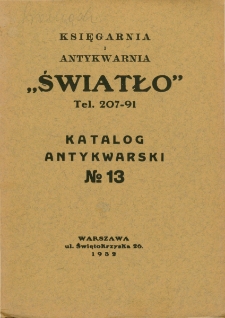 KSIĘGARNIA
I
ANTYKWARNIA
„ŚWIATŁO”
Tel. 207-91
KATALOG
ANTYKWARSKI
№ 13
WARSZAWA
ul. Świętokrzyska 26.
1932